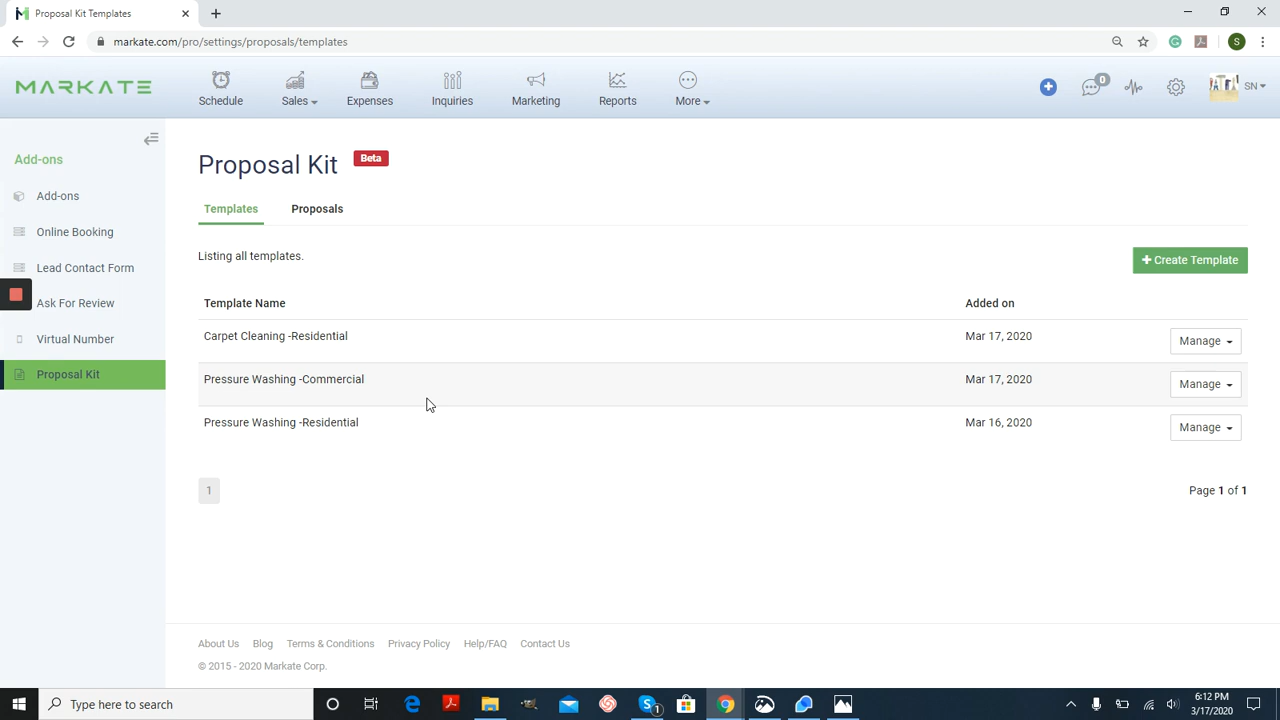 Proposal Kit Templates
markate.com/pro/settings/proposals/templates
S
MARKATE
Schedule
Sales
Expenses
Inquiries
Marketing
Reports
More
0
SN
Add-ons
Add-ons
Online Booking
Lead Contact Form
Ask For Review
Virtual Number
Proposal Kit
Proposal Kit Beta
Templates Proposals
Listing all templates.
+ Create Template
Template Name Added on
Carpet Cleaning -Residential Mar 17, 2020 Manage
Pressure Washing -Commercial Mar 17, 2020 Manage
Pressure Washing -Residential Mar 16, 2020 Manage
1 Page 1 of 1
About Us Blog Terms & Conditions Privacy Policy Help/FAQ Contact Us
© 2015 - 2020 Markate Corp.
Type here to search
1
6:12 PM
3/17/2020